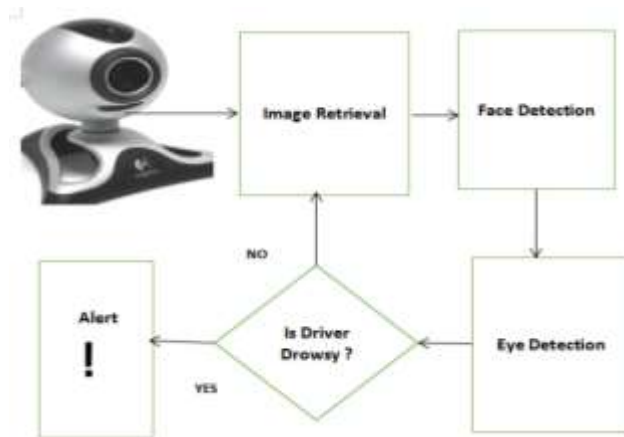 Image Retrieval
Face Detection
NO
Alert
!
Is Driver
Drowsy ?
Eye Detection
YES